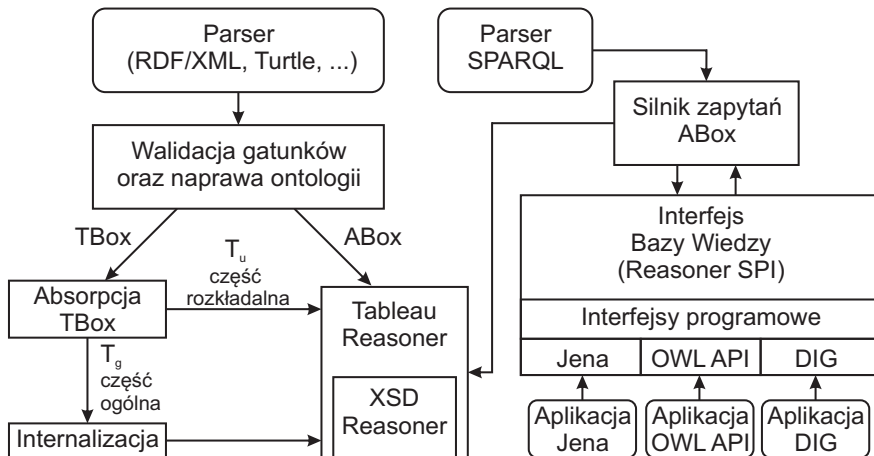 Parser
(RDF/XML, Turtle, ...)
Parser
SPARQL
Silnik zapytań
ABox
Walidacja gatunków
oraz naprawa ontologii
Interfejs
Bazy Wiedzy
(Reasoner SPI)
TBox
ABox
Tu
część
rozkładalna
Absorpcja
TBox
Tableau
Reasoner
Interfejsy programowe
Jena
OWL API
DIG
Tg
część
ogólna
XSD
Reasoner
Internalizacja
Aplikacja
Jena
Aplikacja
OWL API
Aplikacja
DIG